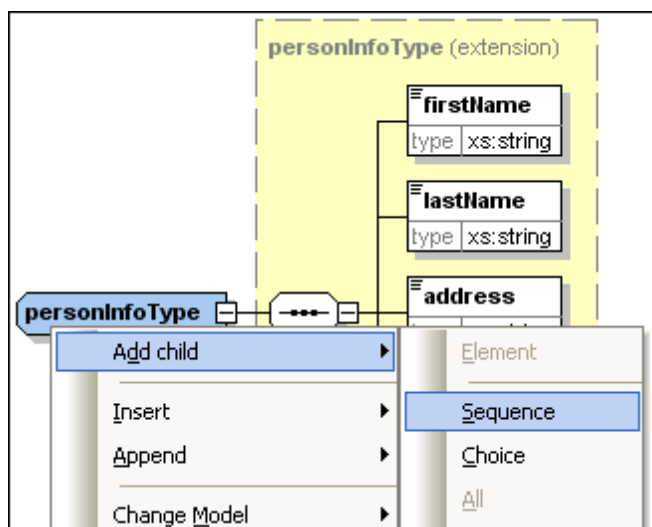 personInfoType (extension)
firstName
type xs:string
lastName
type xs:string
address
personInfoType
Add child
Element
Insert
Sequence
Append
Choice
All
Change Model